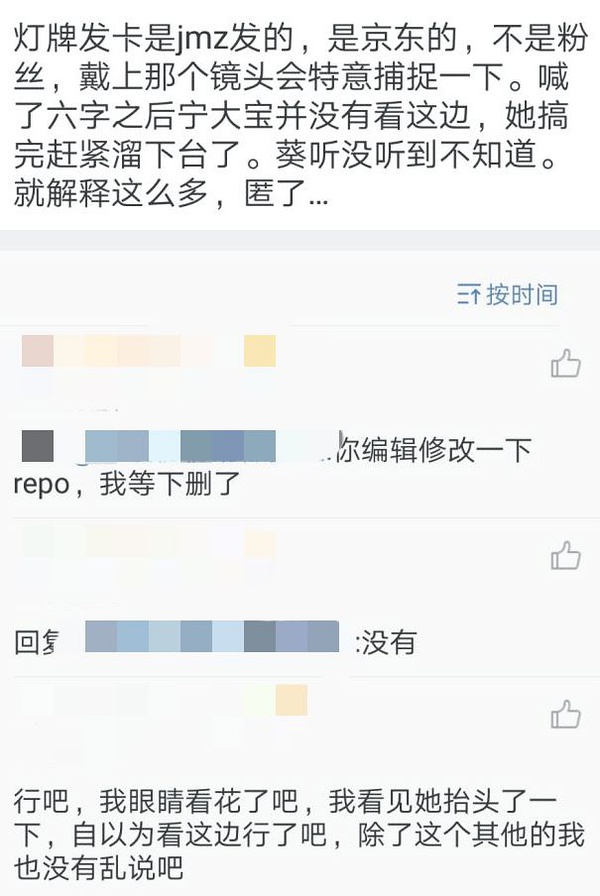 灯牌发卡是jmz发的，是京东的，不是粉
丝，戴上那个镜头会特意捕捉一下。喊
了六字之后宁大宝并没有看这边，她搞
完赶紧溜下台了。葵听没听到不知道。
就解释这么多，匿了...
按时间
你编辑修改一下
repo，我等下删了
回复 :没有
行吧，我眼睛看花了吧，我看见她抬头了一
下，自以为看这边行了吧，除了这个其他的我
也没有乱说吧